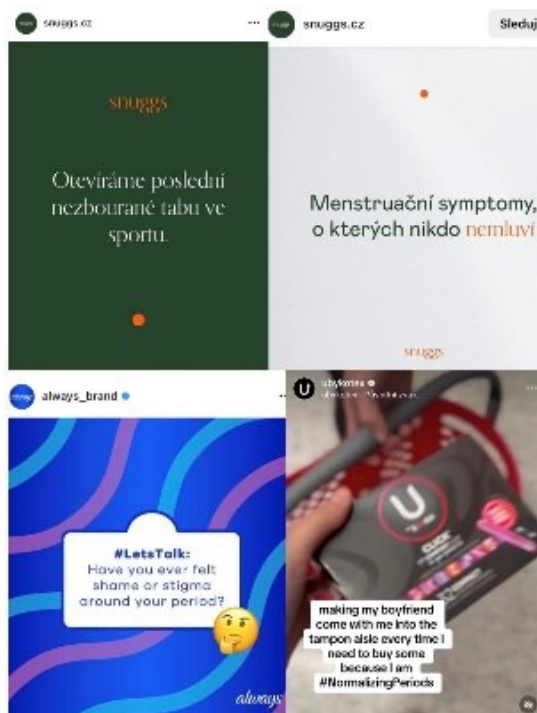 snuggs.cz
snuggs
Otevíráme poslední
nezbourané tabu ve
sportu.
snuggs.cz
Sleduj
Menstruační symptomy,
o kterých nikdo nemluví
snuggs
always_brand
#LetsTalk:
Have you ever felt
shame or stigma
around your period?
always
ubykotex
U
CLICK
making my boyfriend
come with me into the
tampon aisle every time I
need to buy some
because I am
#NormalizingPeriods